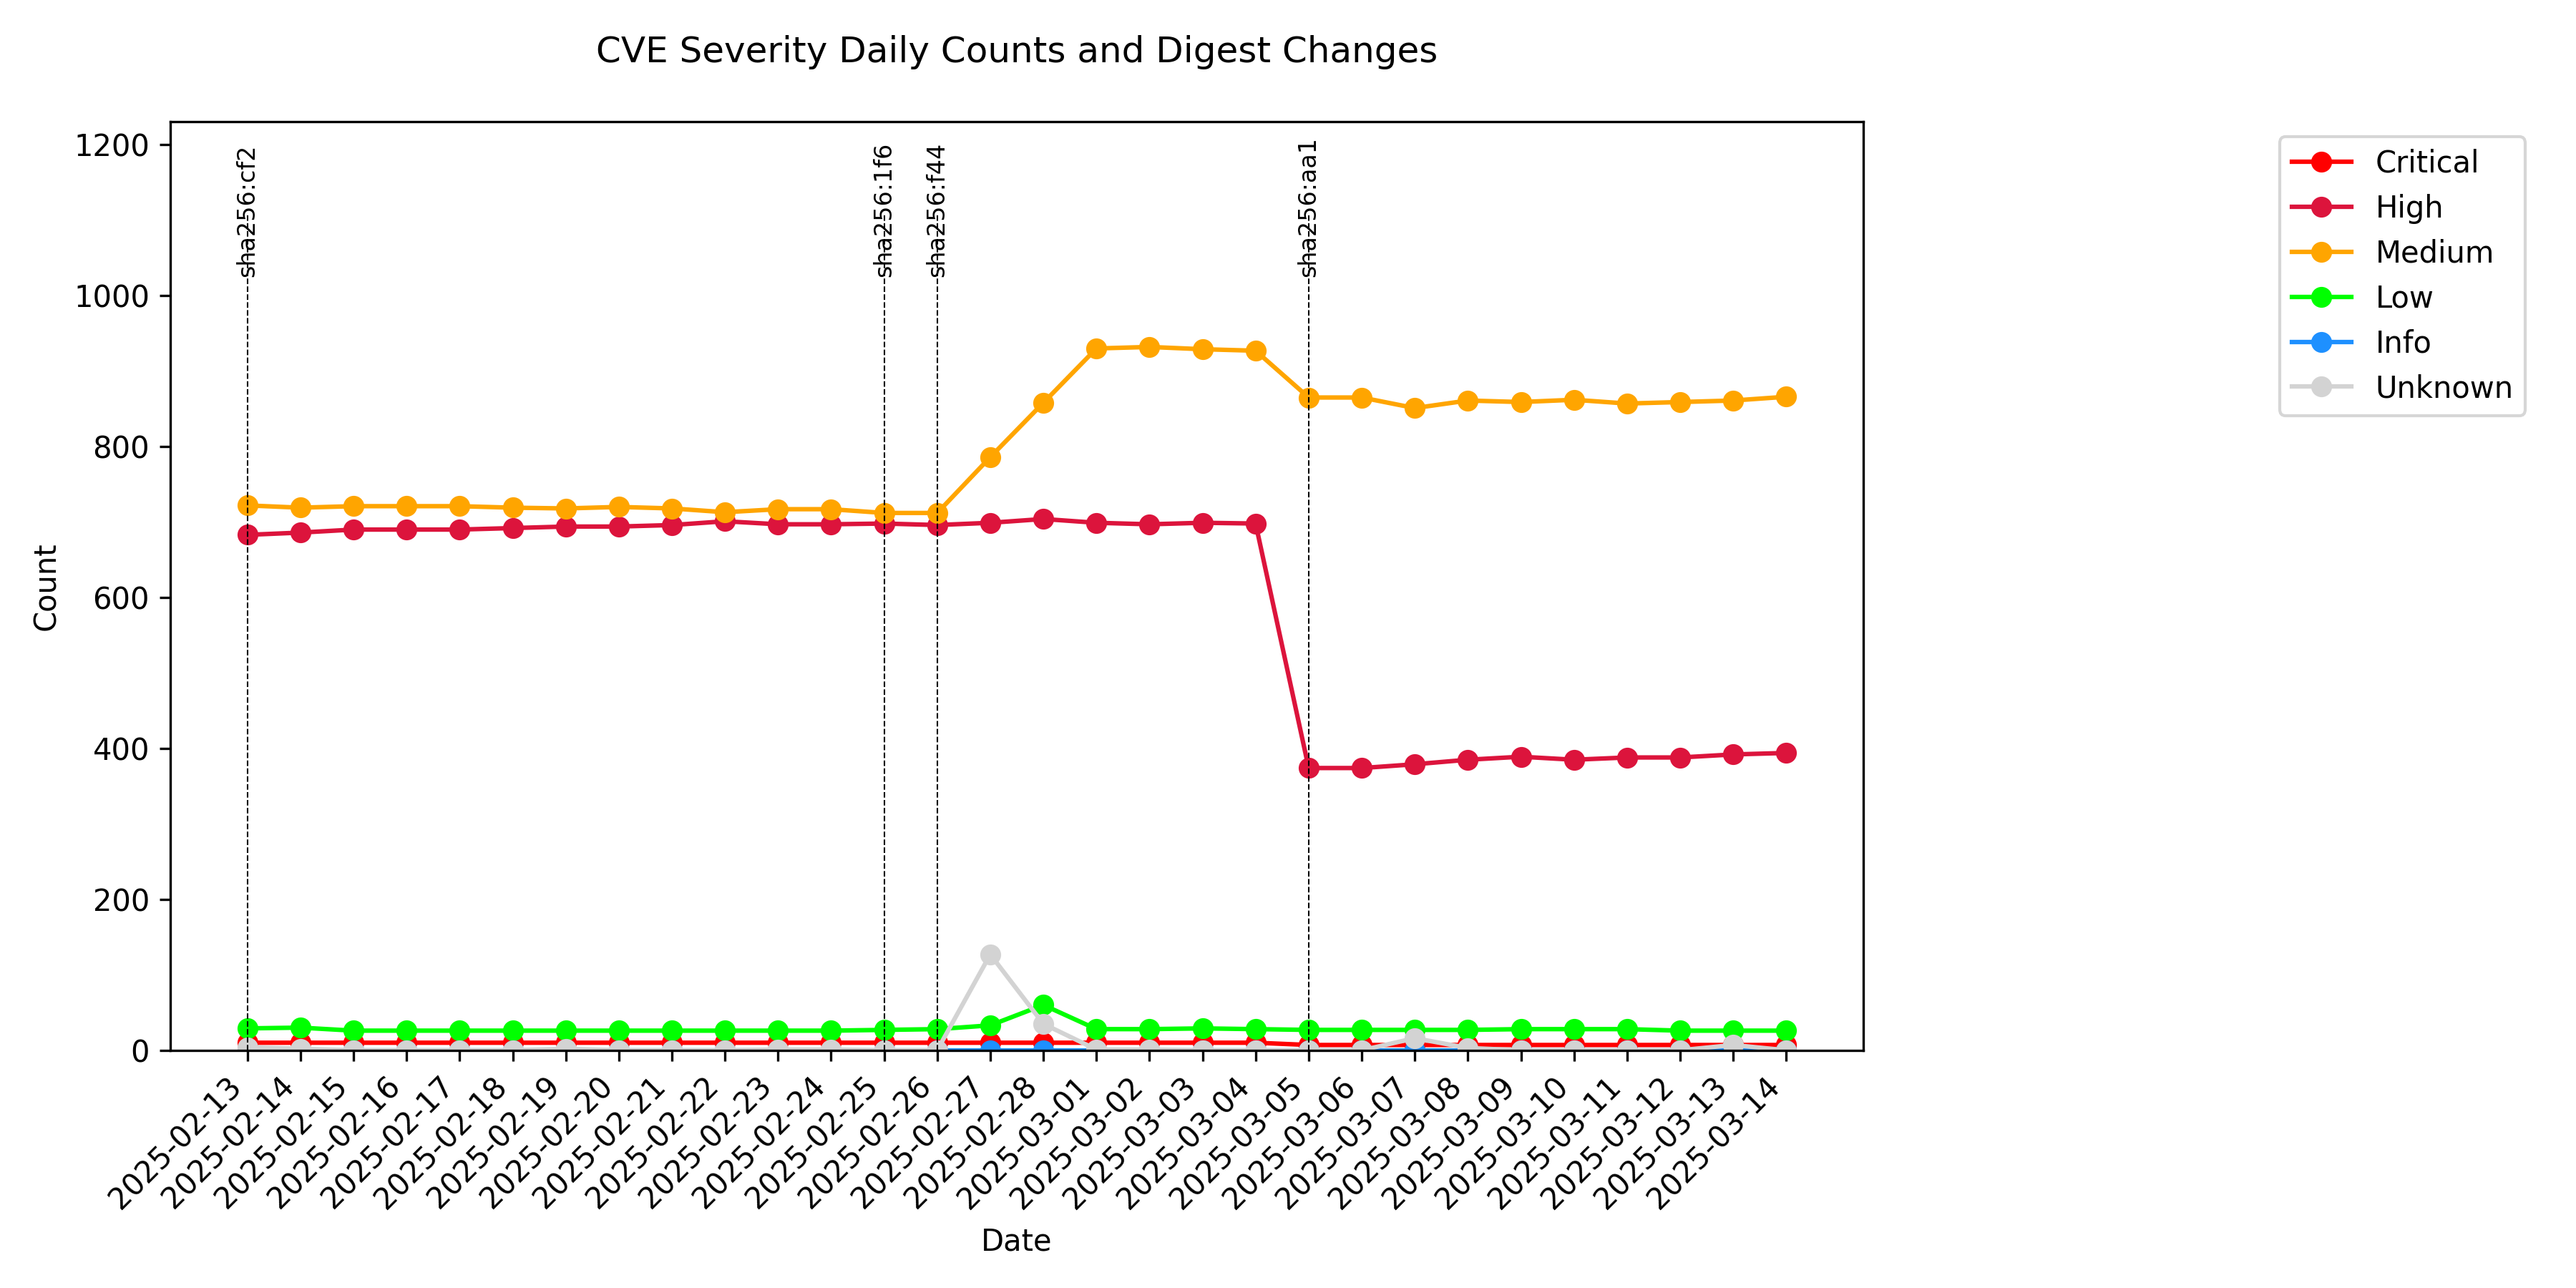 CVE Severity Daily Counts and Digest Changes
Count
1200
1000
800
600
400
200
0
sha256:cf2
sha256:1f6
sha256:f44
sha256:aa1
Critical
High
Medium
Low
Info
Unknown
2025-02-13
2025-02-14
2025-02-15
2025-02-16
2025-02-17
2025-02-18
2025-02-19
2025-02-20
2025-02-21
2025-02-22
2025-02-23
2025-02-24
2025-02-25
2025-02-26
2025-02-27
2025-02-28
2025-03-01
2025-03-02
2025-03-03
2025-03-04
2025-03-05
2025-03-06
2025-03-07
2025-03-08
2025-03-09
2025-03-10
2025-03-11
2025-03-12
2025-03-13
2025-03-14
Date